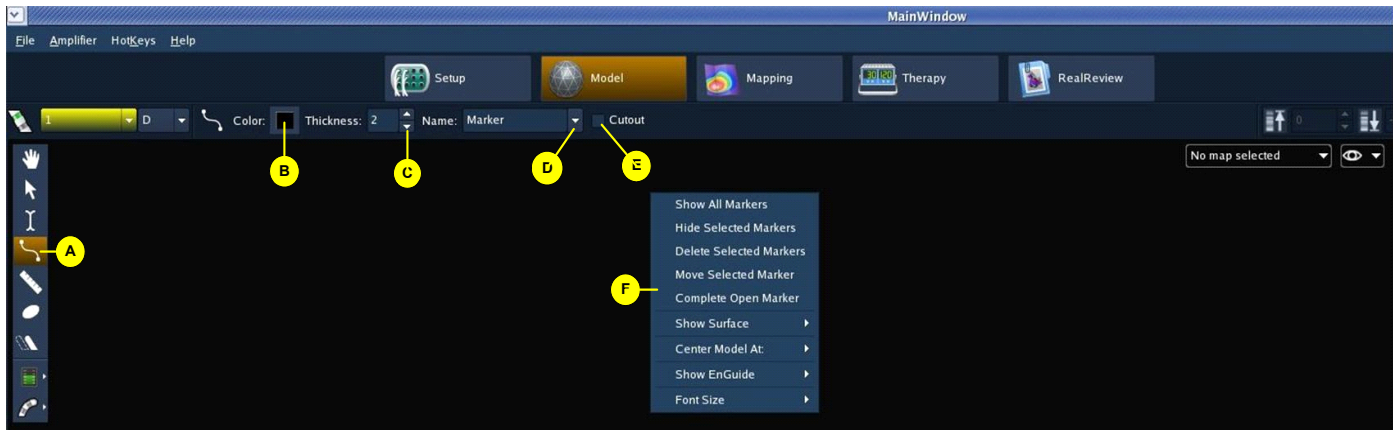 MainWindow
File Amplifier HotKeys Help
Setup Model Mapping Therapy RealReview
1 D Color: Thickness: 2 Name: Marker Cutout 0
B C D E
No map selected
A
F
Show All Markers
Hide Selected Markers
Delete Selected Markers
Move Selected Marker
Complete Open Marker
Show Surface
Center Model At:
Show EnGuide
Font Size